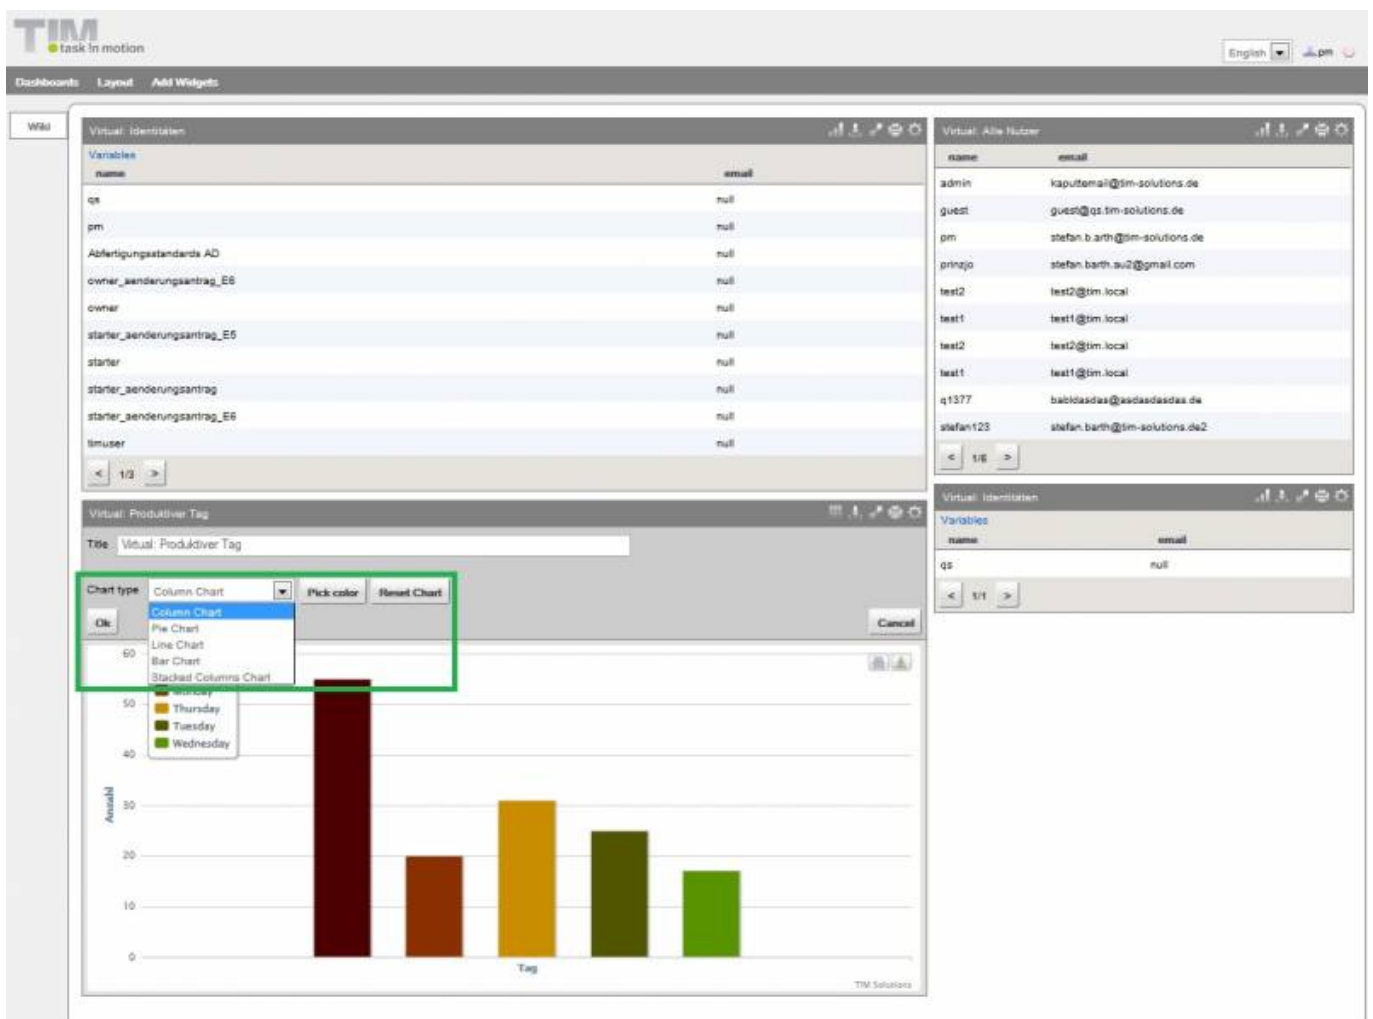 TIM
task in motion
English
pm
Dashboards Layout Add Widgets
Wiki
Virtual: Identitäten
Variables
name email
qs null
pm null
Abfertigungsstandards AD null
owner_aenderungsantrag_E6 null
owner null
starter_aenderungsantrag_E5 null
starter null
starter_aenderungsantrag null
starter_aenderungsantrag_E6 null
timuser null
< 1/3 >
Virtual: Alle Nutzer
name email
admin kaputtemail@tim-solutions.de
guest guest@qs.tim-solutions.de
pm stefan.b.arth@tim-solutions.de
prinzjo stefan.barth.au2@gmail.com
test2 test2@tim.local
test1 test1@tim.local
test2 test2@tim.local
test1 test1@tim.local
q1377 babldasdas@asdasdasdas.de
stefan123 stefan.barth@tim-solutions.de2
< 1/6 >
Virtual: Identitäten
Variables
name email
qs null
< 1/1 >
Virtual: Produktiver Tag
Title Virtual: Produktiver Tag
Chart type Column Chart Pick color Reset Chart
Column Chart
Pie Chart
Line Chart
Bar Chart
Stacked Columns Chart
Ok Cancel
60
50
40
30
20
10
0
Anzahl
Monday
Thursday
Tuesday
Wednesday
Tag
TIM Solutions